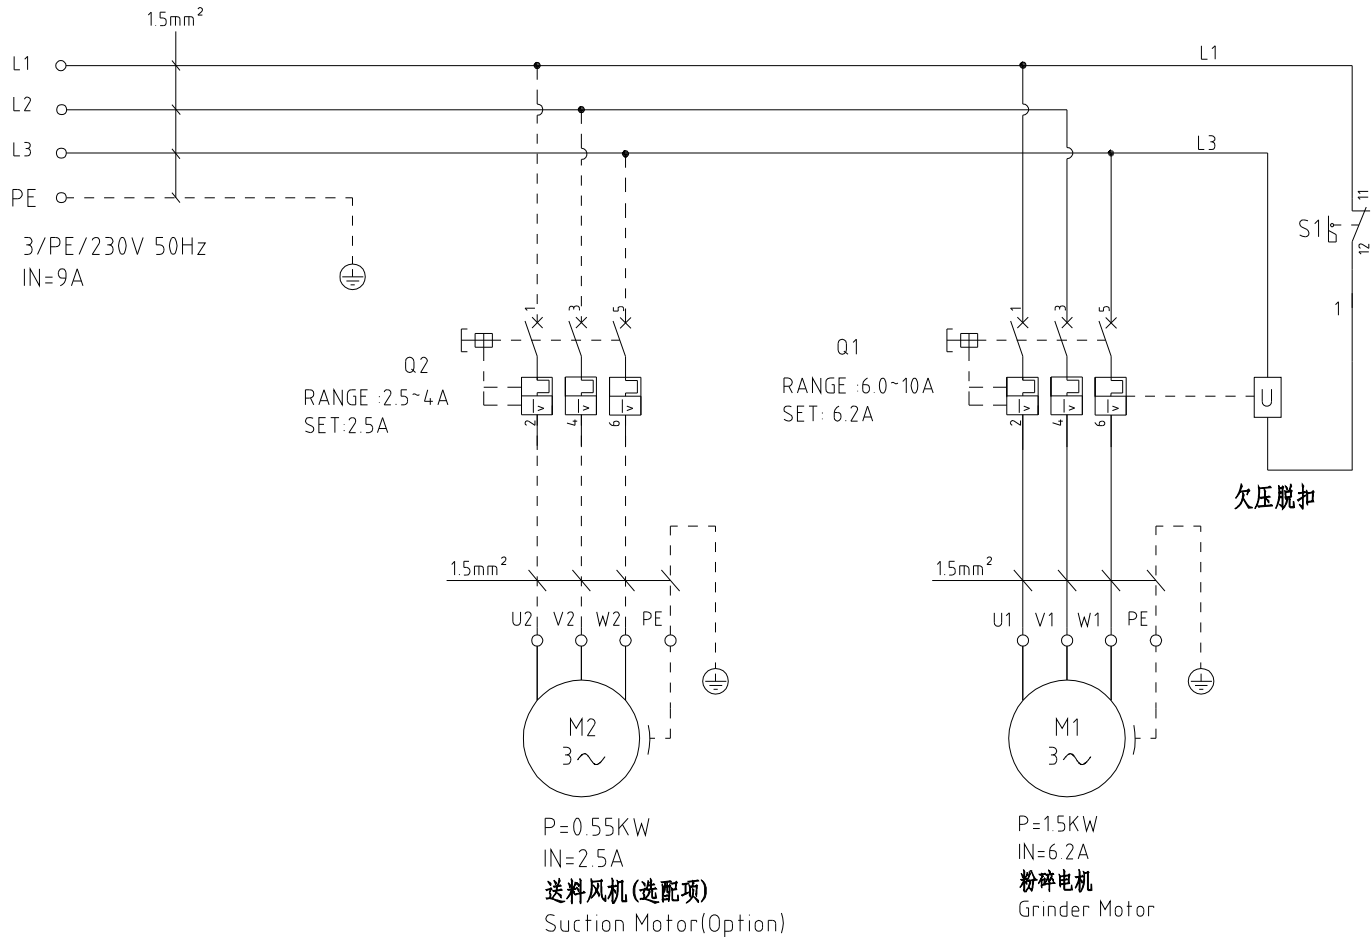 1.5mm²
L1
L1
L2
L3
L3
PE
3/PE/230V 50Hz
IN=9A
11
S1
12
1
1
3
5
Q2
RANGE :2.5~4A
SET:2.5A
I>
I>
I>
2
4
6
1
3
5
Q1
RANGE :6.0~10A
SET: 6.2A
I>
I>
I>
2
4
6
U
欠压脱扣
1.5mm²
U2
V2
W2
PE
M2
3~
P=0.55KW
IN=2.5A
送料风机(选配项)
Suction Motor(Option)
1.5mm²
U1
V1
W1
PE
M1
3~
P=1.5KW
IN=6.2A
粉碎电机
Grinder Motor